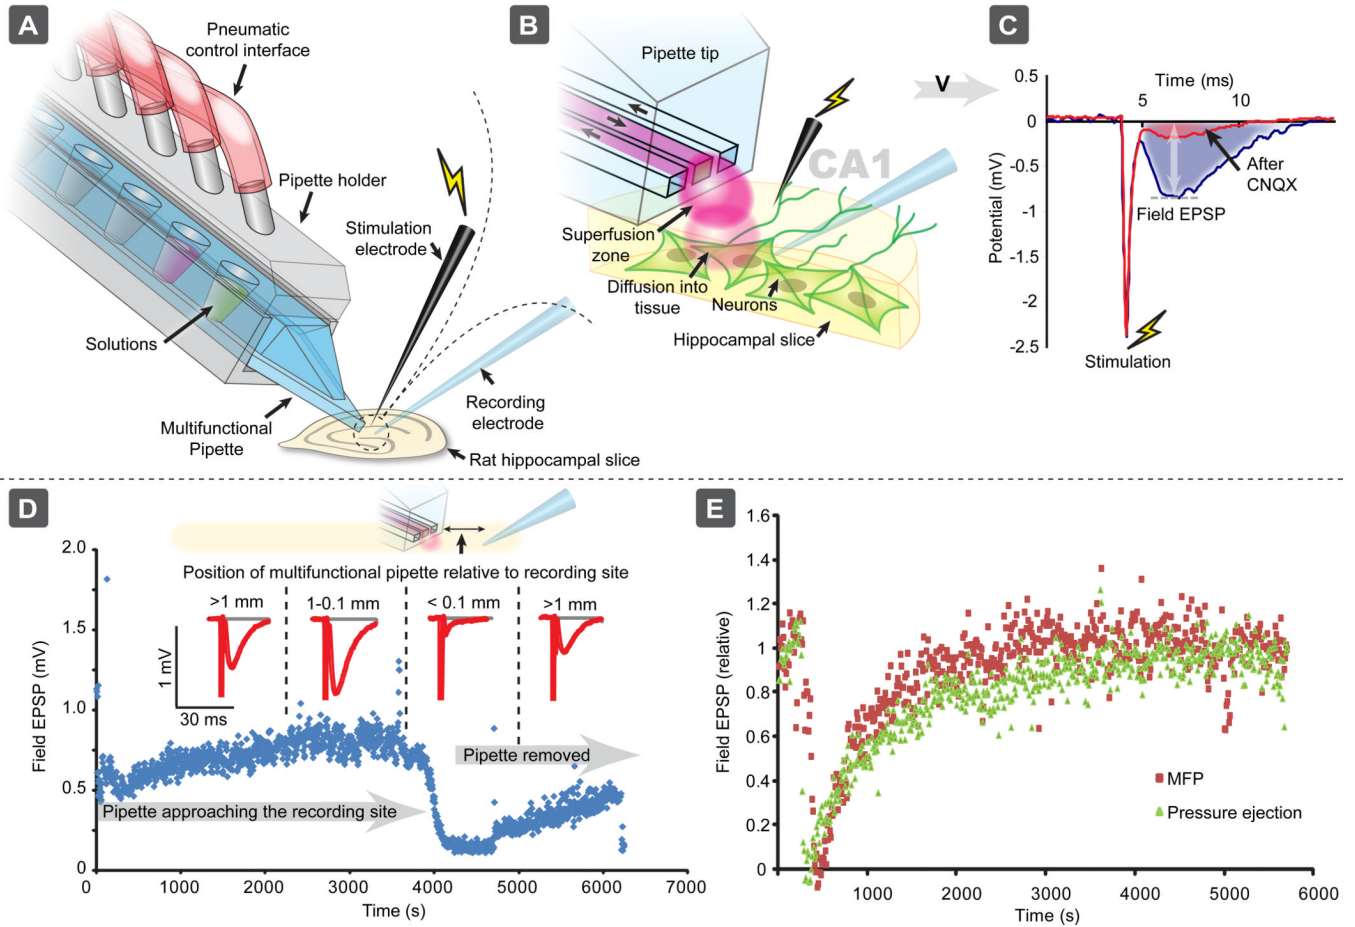 A
Pneumatic
control interface
Pipette holder
Stimulation
electrode
Solutions
Multifunctional
Pipette
Recording
electrode
Rat hippocampal slice
B
Pipette tip
CA1
Superfusion
zone
Diffusion into
tissue
Neurons
Hippocampal slice
V
C
Time (ms)
5
10
0.5
0
-0.5
-1
-1.5
-2
-2.5
Potential (mV)
After
CNQX
Field EPSP
Stimulation
D
Position of multifunctional pipette relative to recording site
>1 mm
1-0.1 mm
< 0.1 mm
>1 mm
1 mV
30 ms
Pipette removed
Pipette approaching the recording site
Field EPSP (mV)
2.0
1.5
1.0
0.5
0
0
1000
2000
3000
4000
5000
6000
7000
Time (s)
E
Field EPSP (relative)
1.6
1.4
1.2
1
0.8
0.6
0.4
0.2
0
MFP
Pressure ejection
1000
2000
3000
4000
5000
6000
Time (s)